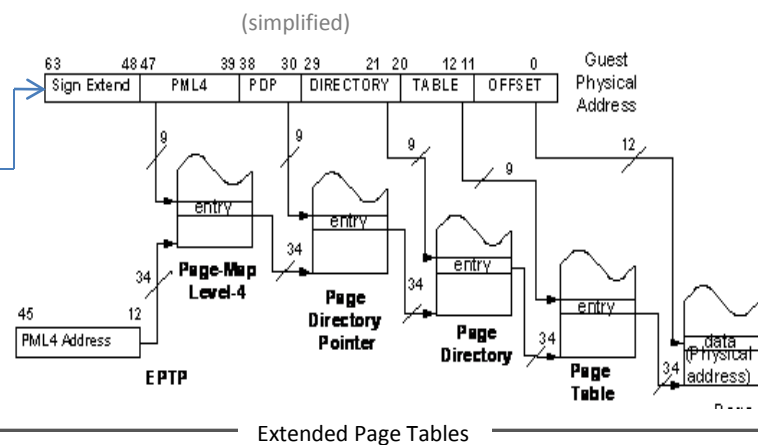 (simplified)
63 48 47 39 38 30 29 21 20 12 11 0
Sign Extend PML4 PDP DIRECTORY TABLE OFFSET
Guest
Physical
Address
9 9 9 9 12
entry
entry
entry
entry
34 34 34 34 34
Page-Map
Level-4
Page
Directory
Pointer
Page
Directory
Page
Table
data
(Physical
address)
45 12
PML4 Address
EPTP
Extended Page Tables